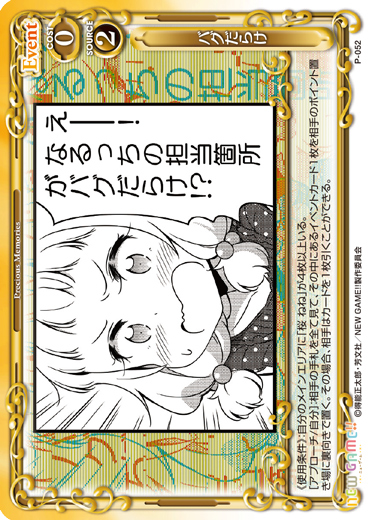 Event
COST
0
SOURCE
2
バグだらけ
P-052
Precious Memories
なるっちの担当
えーー!
なるっちの担当箇所
がバグだらけ!?
〈使用条件〉:自分のメインエリアに「桜 ねね」が4枚以上いる。
[アプローチ/自分]:相手の手札を全て見て、その中にあるイベントカード1枚を相手のポイント置
き場に裏向きで置く。その場合、相手はカードを1枚引くことができる。
NEW GAME!!
©得能正太郎・芳文社/NEW GAME!!製作委員会